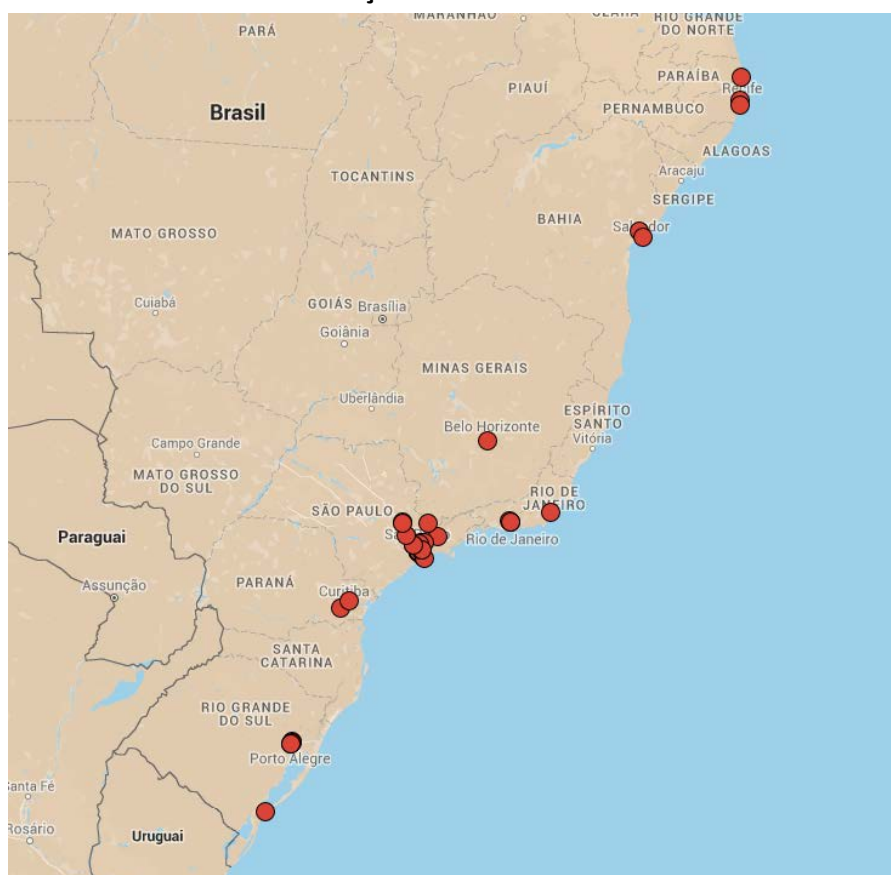 MARANHÃO
CEARÁ
RIO GRANDE
DO NORTE
PARÁ
PARAÍBA
PIAUÍ
Recife
Brasil
PERNAMBUCO
ALAGOAS
TOCANTINS
Aracaju
SERGIPE
BAHIA
Salvador
MATO GROSSO
Cuiabá
GOIÁS
Brasília
Goiânia
MINAS GERAIS
Uberlândia
ESPÍRITO
SANTO
Belo Horizonte
Vitória
Campo Grande
MATO GROSSO
DO SUL
RIO DE
JANEIRO
SÃO PAULO
Rio de Janeiro
Paraguai
Assunção
PARANÁ
Curitiba
SANTA
CATARINA
RIO GRANDE
DO SUL
Porto Alegre
Santa Fé
Rosário
Uruguai